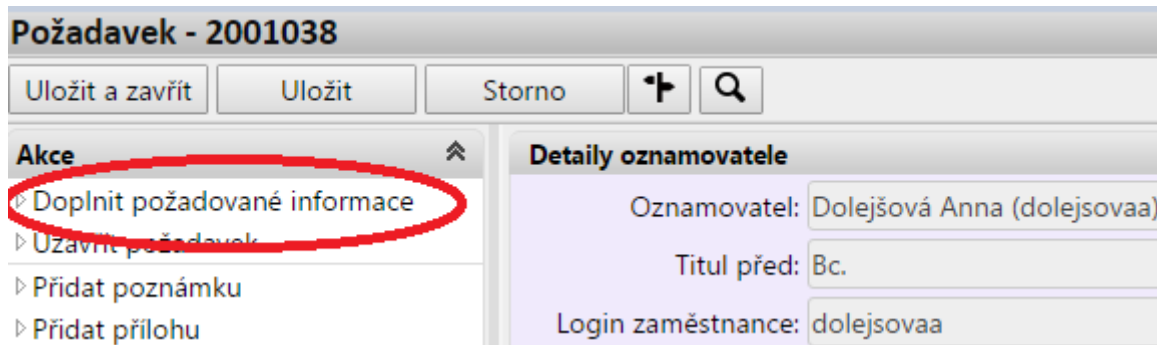 Požadavek - 2001038
Uložit a zavřít Uložit Storno
Akce
Doplnit požadované informace
Uzavřít požadavek
Přidat poznámku
Přidat přílohu
Detaily oznamovatele
Oznamovatel: Dolejšová Anna (dolejsovaa)
Titul před: Bc.
Login zaměstnance: dolejsovaa